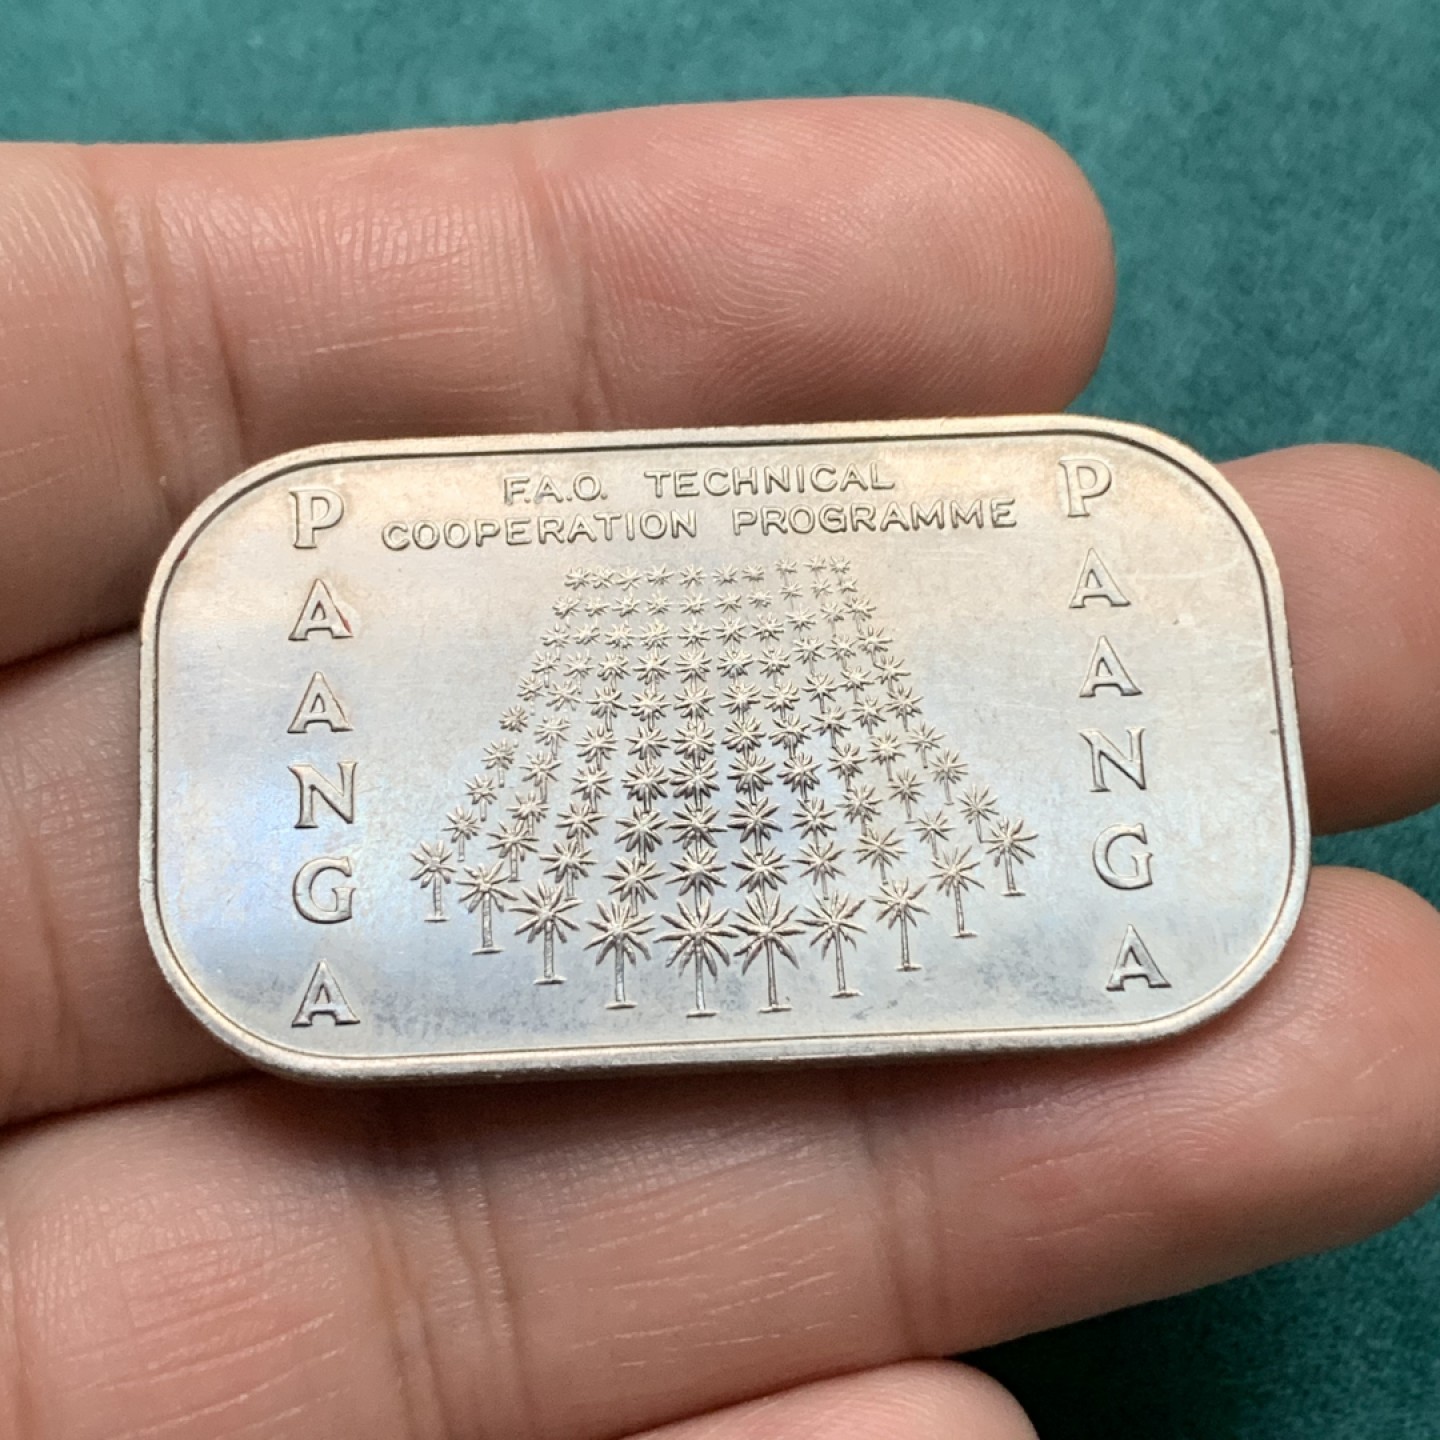 F.A.O. TECHNICAL
COOPERATION PROGRAMME
PAANGA
PAANGA